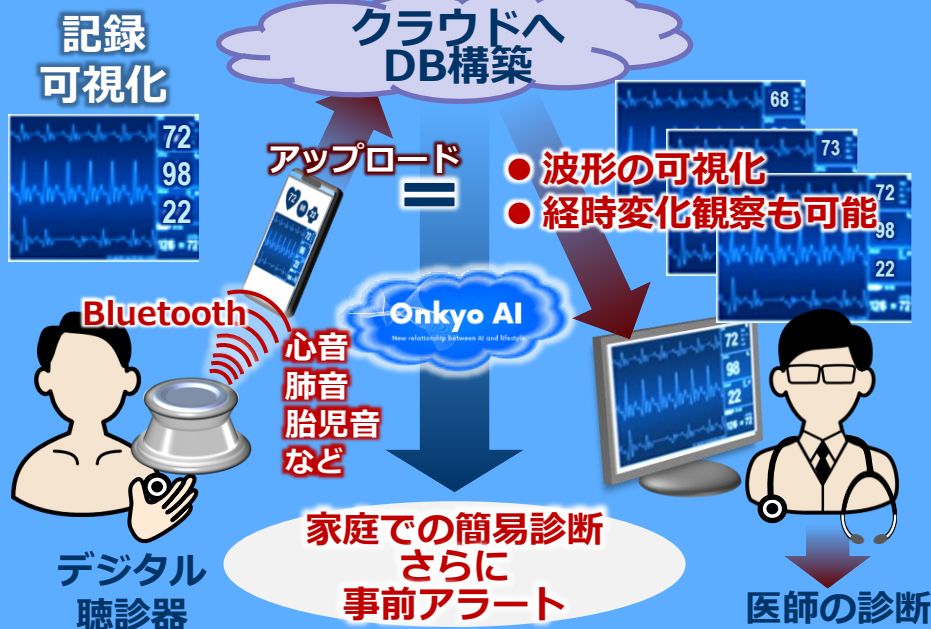 記録
可視化
クラウドへ
DB構築
72
98
22
アップロード
=
● 波形の可視化
● 経時変化観察も可能
68
73
72
98
22
126 - 72
Bluetooth
心音
肺音
胎児音
など
Onkyo AI
New relationship between AI and lifestyle
72
98
22
126 - 72
家庭での簡易診断
さらに
事前アラート
デジタル
聴診器
医師の診断